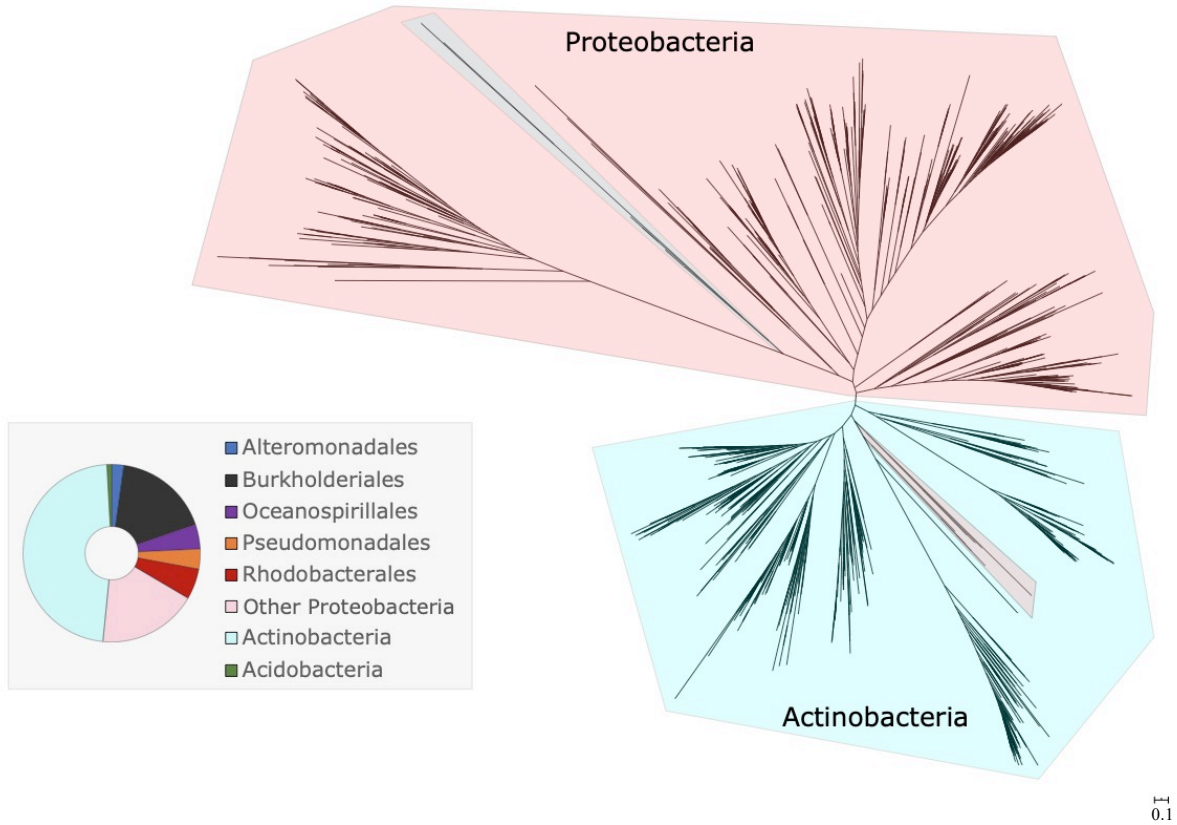 Proteobacteria
Alteromonadales
Burkholderiales
Oceanospirillales
Pseudomonadales
Rhodobacterales
Other Proteobacteria
Actinobacteria
Acidobacteria
Actinobacteria
0.1